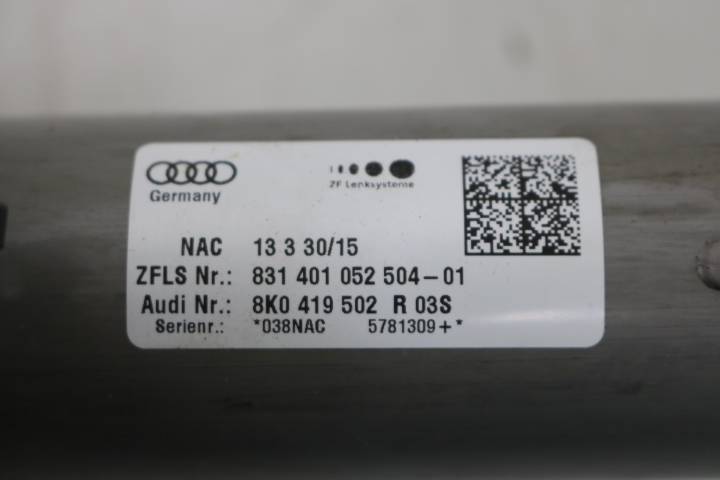 Germany
ZF Lenksysteme
NAC 13 3 30/15
ZFLS Nr.: 831 401 052 504-01
Audi Nr.: 8K0 419 502 R 03S
Serienr.: *038NAC 5781309+*